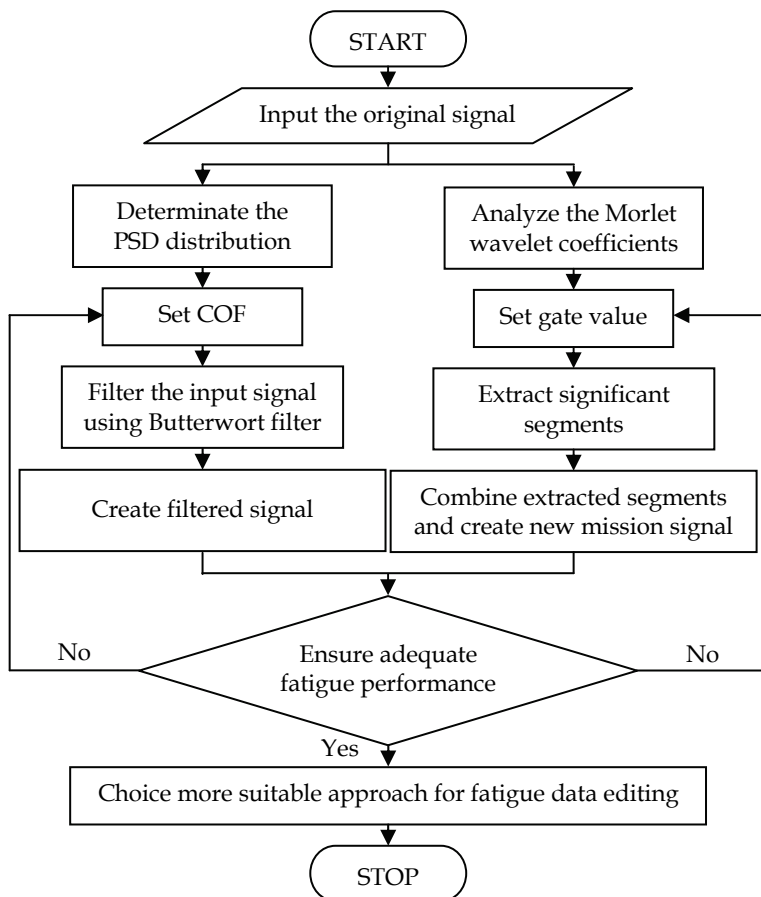 START
Input the original signal
Determinate the
PSD distribution
Analyze the Morlet
wavelet coefficients
Set COF
Set gate value
Filter the input signal
using Butterwort filter
Extract significant
segments
Create filtered signal
Combine extracted segments
and create new mission signal
No
Ensure adequate
fatigue performance
No
Yes
Choice more suitable approach for fatigue data editing
STOP